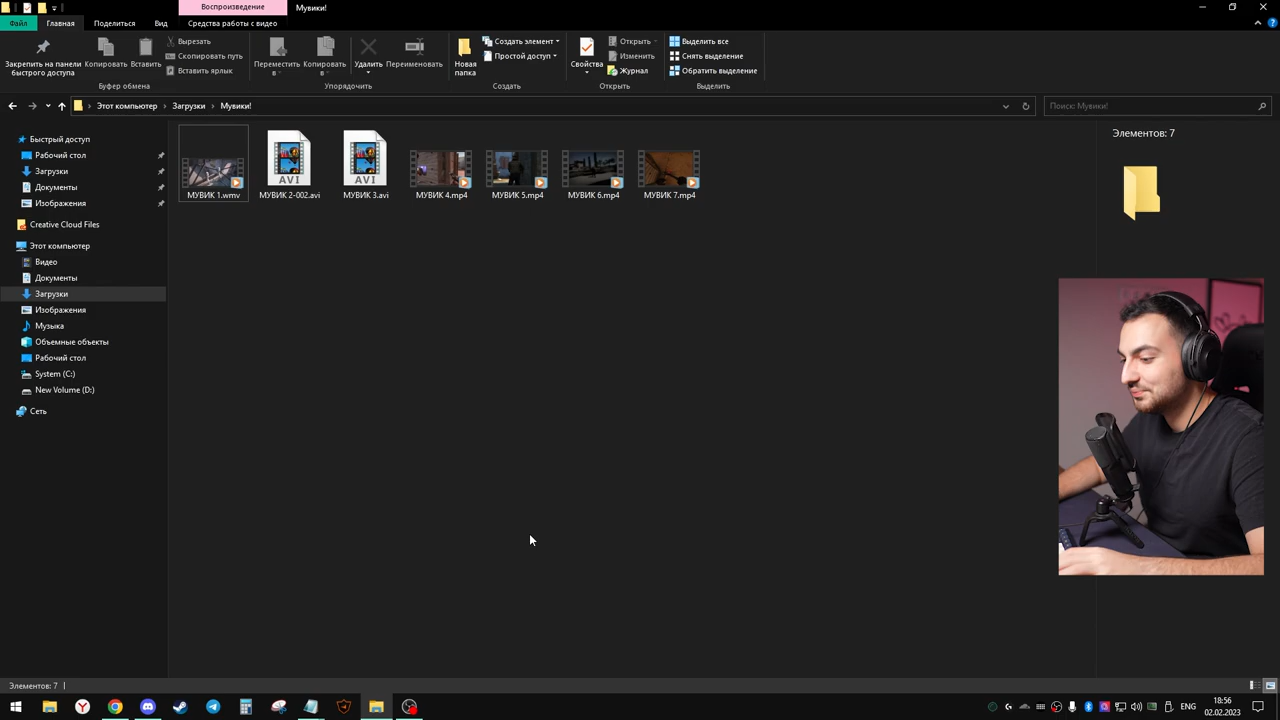 Воспроизведение
Мувики!
Файл
Главная
Поделиться
Вид
Средства работы с видео
Закрепить на панели
быстрого доступа
Копировать
Вставить
Вырезать
Скопировать путь
Вставить ярлык
Буфер обмена
Переместить
в
Копировать
в
Удалить
Переименовать
Упорядочить
Новая
папка
Создать элемент
Простой доступ
Создать
Свойства
Открыть
Изменить
Журнал
Открыть
Выделить все
Снять выделение
Обратить выделение
Выделить
Этот компьютер
Загрузки
Мувики!
Поиск: Мувики!
Быстрый доступ
Рабочий стол
Загрузки
Документы
Изображения
Creative Cloud Files
Этот компьютер
Видео
Документы
Загрузки
Изображения
Музыка
Объемные объекты
Рабочий стол
System (C:)
New Volume (D:)
Сеть
AVI
AVI
МУВИК 1.wmv
МУВИК 2-002.avi
МУВИК 3.avi
МУВИК 4.mp4
МУВИК 5.mp4
МУВИК 6.mp4
МУВИК 7.mp4
Элементов: 7
Элементов: 7
ENG
18:56
02.02.2023